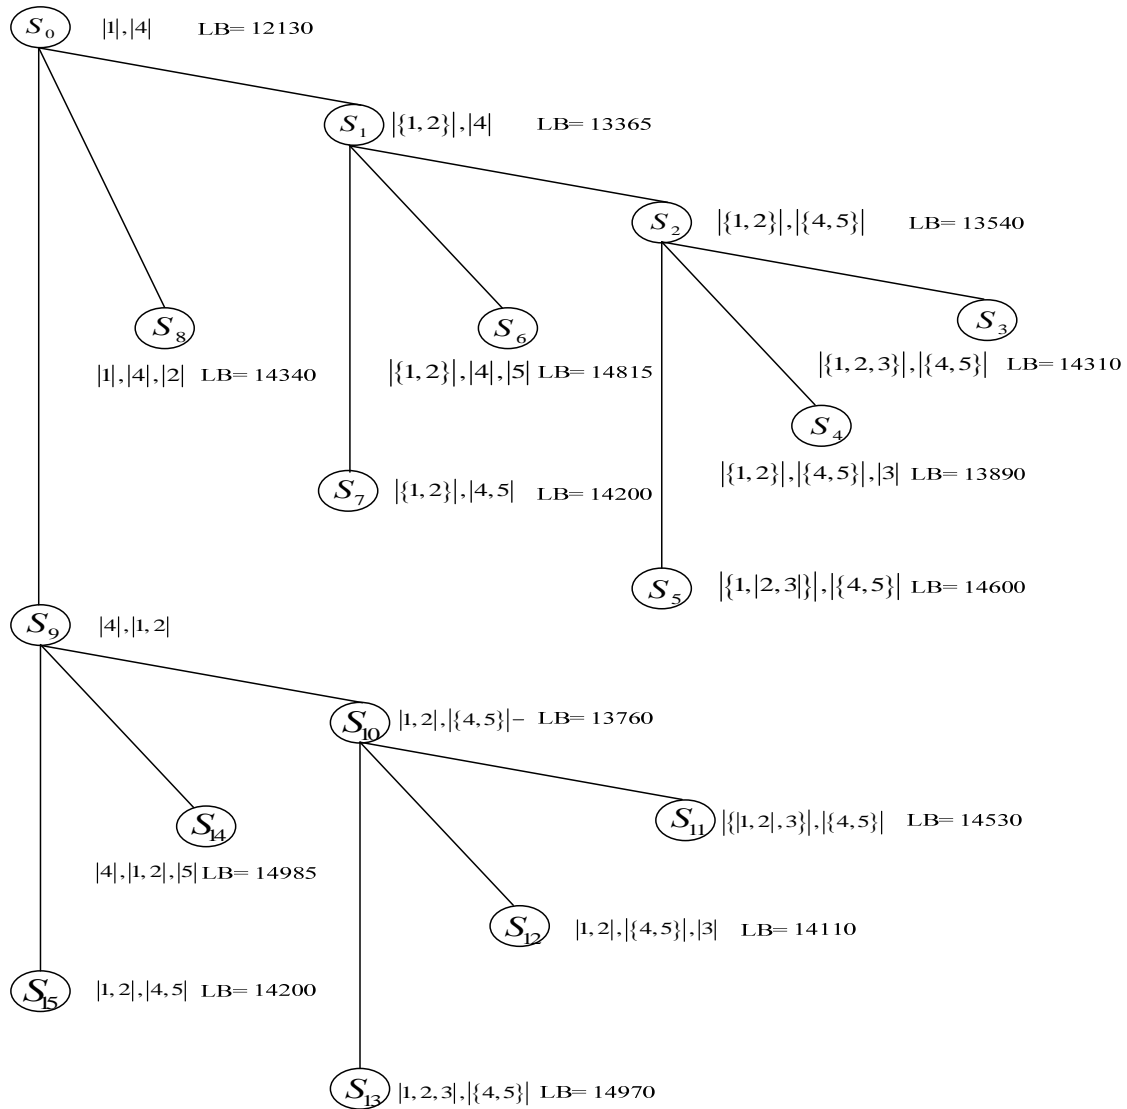 S₀ |1|,|4| LB= 12130
S₁ |{1, 2}|,|4| LB= 13365
S₂ |{1, 2}|,|{4, 5}| LB= 13540
S₃
|{1, 2, 3}|,|{4, 5}| LB= 14310
S₈
|1|,|4|,|2| LB= 14340
S₆
|{1, 2}|,|4|,|5| LB= 14815
S₄
|{1, 2}|,|{4, 5}|,|3| LB= 13890
S₇ |{1, 2}|,|4, 5| LB= 14200
S₅ |{1,|2, 3|}|,|{4, 5}| LB= 14600
S₉ |4|,|1, 2|
S₁₀ |1, 2|,|{4, 5}|− LB= 13760
S₁₄
|4|,|1, 2|,|5| LB= 14985
S₁₁ |{|1, 2|, 3}|,|{4, 5}| LB= 14530
S₁₂ |1, 2|,|{4, 5}|,|3| LB= 14110
S₁₅ |1, 2|,|4, 5| LB= 14200
S₁₃ |1, 2, 3|,|{4, 5}| LB= 14970